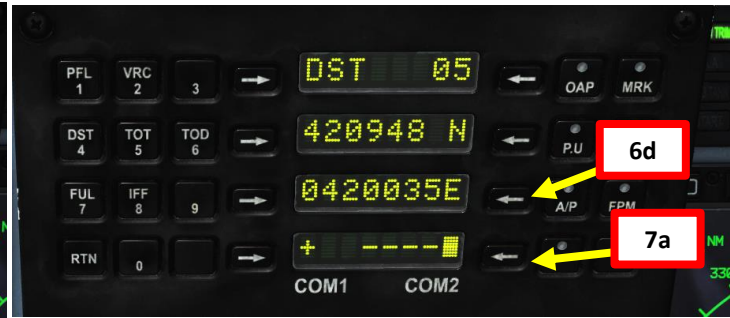 PFL 1 VRC 2 3 DST 05 OAP MRK
DST 4 TOT 5 TOD 6 420948 N P.U
6d
FUL 7 IFF 8 9 0420035E A/P FPM
7a
RTN 0 + ----
COM1 COM2
NM
330